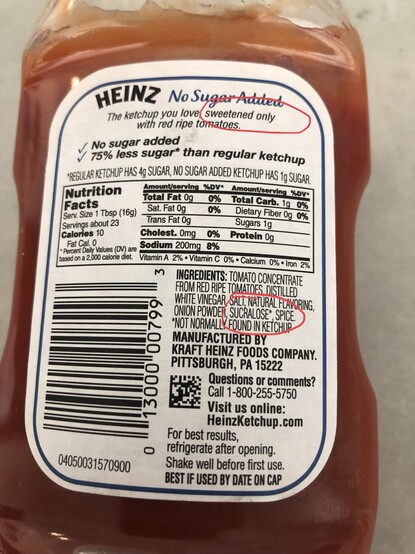 HEINZ No Sugar Added
The ketchup you love, sweetened only
with red ripe tomatoes.
✓ No sugar added
✓ 75% less sugar* than regular ketchup
*REGULAR KETCHUP HAS 4g SUGAR, NO SUGAR ADDED KETCHUP HAS 1g SUGAR.
Nutrition
Facts
Serv. Size 1 Tbsp (16g)
Servings about 23
Calories 10
Fat Cal. 0
* Percent Daily Values (DV) are
based on a 2,000 calorie diet.
Amount/serving %DV* Amount/serving %DV*
Total Fat 0g 0% Total Carb. 1g 0%
Sat. Fat 0g 0% Dietary Fiber 0g 0%
Trans Fat 0g Sugars 1g
Cholest. 0mg 0% Protein 0g
Sodium 200mg 8%
Vitamin A 2% • Vitamin C 0% • Calcium 0% • Iron 2%
INGREDIENTS: TOMATO CONCENTRATE
FROM RED RIPE TOMATOES, DISTILLED
WHITE VINEGAR, SALT, NATURAL FLAVORING,
ONION POWDER, SUCRALOSE*, SPICE.
*NOT NORMALLY FOUND IN KETCHUP.
MANUFACTURED BY
KRAFT HEINZ FOODS COMPANY.
PITTSBURGH, PA 15222
Questions or comments?
Call 1-800-255-5750
Visit us online:
HeinzKetchup.com
For best results,
refrigerate after opening.
Shake well before first use.
BEST IF USED BY DATE ON CAP
0 13000 00799 3
04050031570900